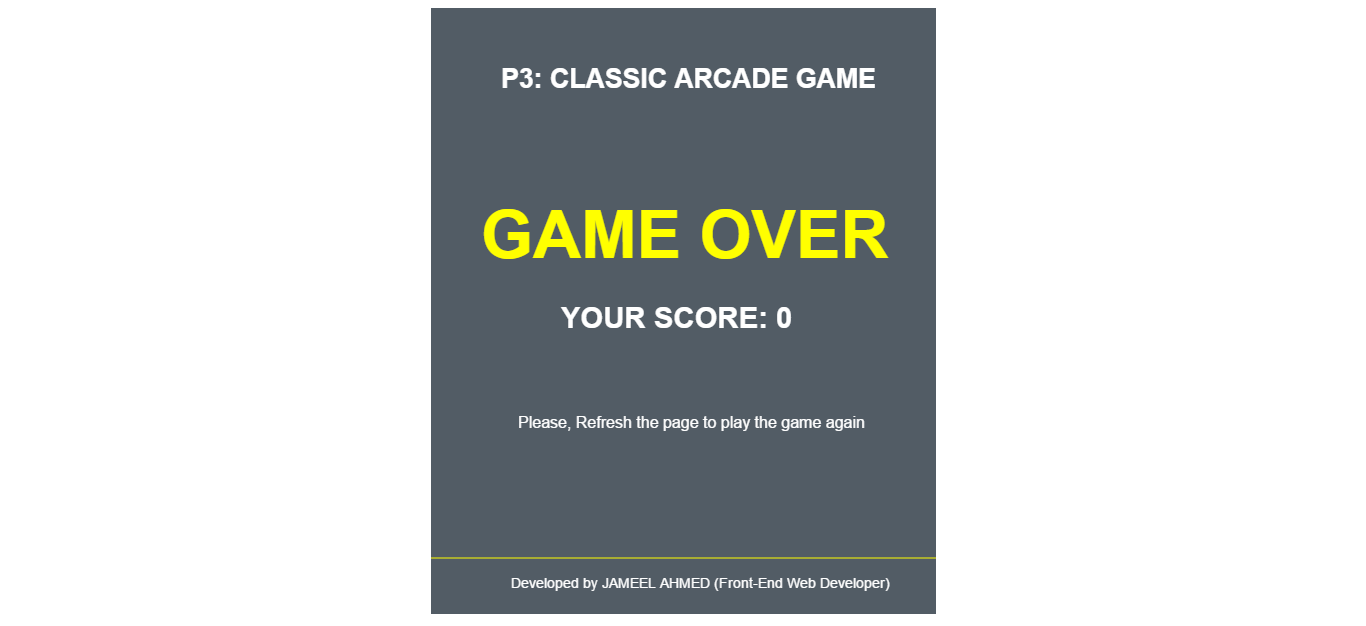 P3: CLASSIC ARCADE GAME
GAME OVER
YOUR SCORE: 0
Please, Refresh the page to play the game again
Developed by JAMEEL AHMED (Front-End Web Developer)